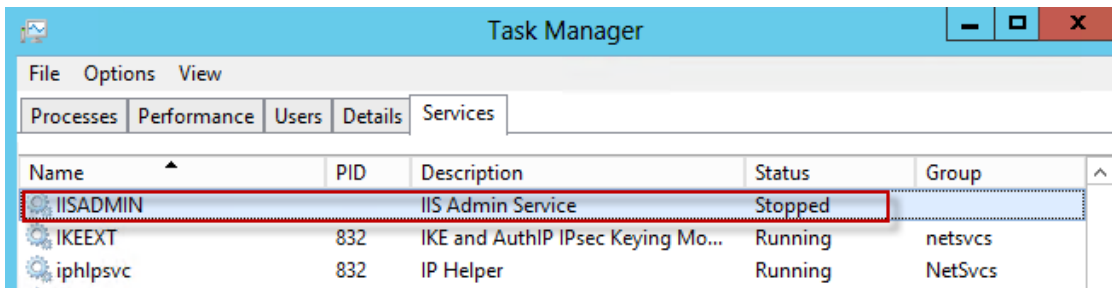 Task Manager
File Options View
Processes Performance Users Details Services
Name PID Description Status Group
IISADMIN IIS Admin Service Stopped
IKEEXT 832 IKE and AuthIP IPsec Keying Mo... Running netsvcs
iphlpsvc 832 IP Helper Running NetSvcs